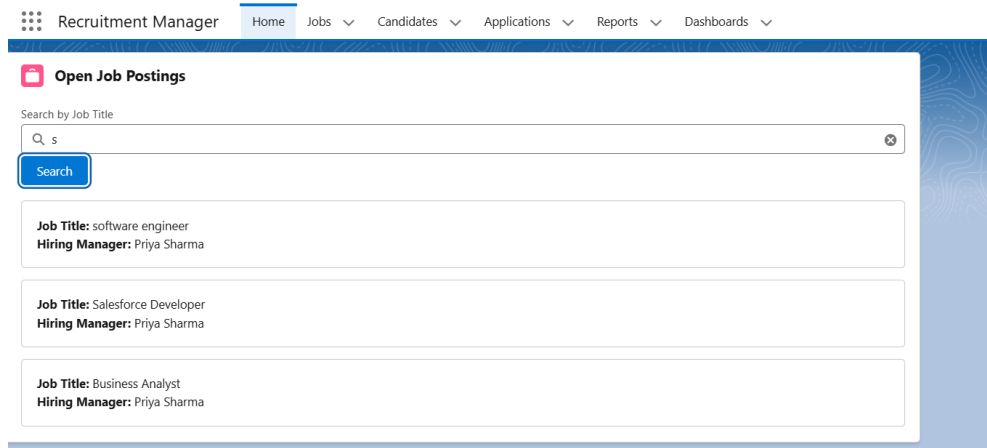 Recruitment Manager Home Jobs Candidates Applications Reports Dashboards
Open Job Postings
Search by Job Title
s
Search
Job Title: software engineer
Hiring Manager: Priya Sharma
Job Title: Salesforce Developer
Hiring Manager: Priya Sharma
Job Title: Business Analyst
Hiring Manager: Priya Sharma